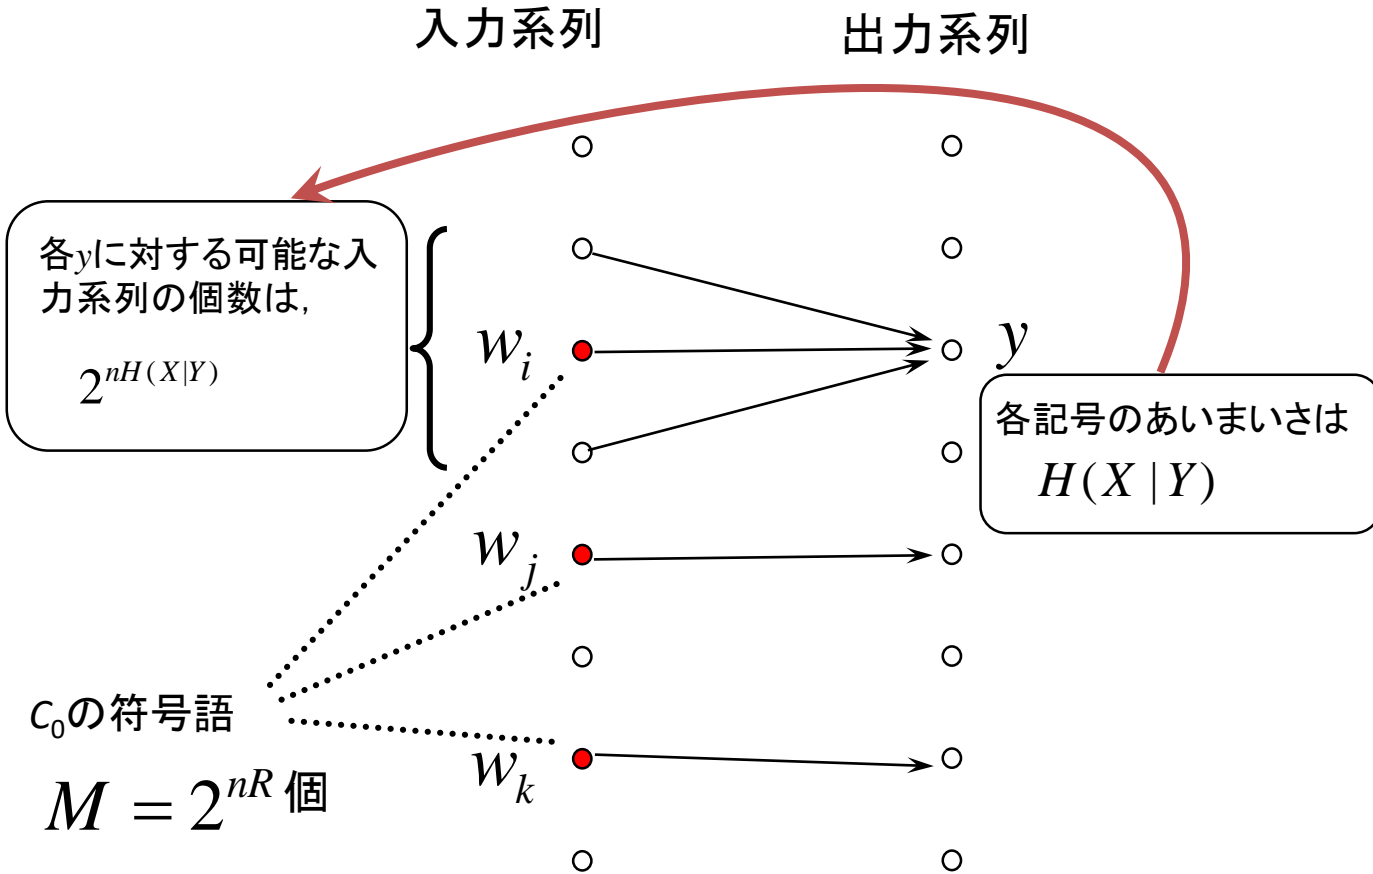 入力系列
出力系列
各yに対する可能な入
力系列の個数は,
2^{nH(X|Y)}
w_i
y
各記号のあいまいさは
H(X | Y)
w_j
C₀の符号語
M = 2^{nR} 個
w_k